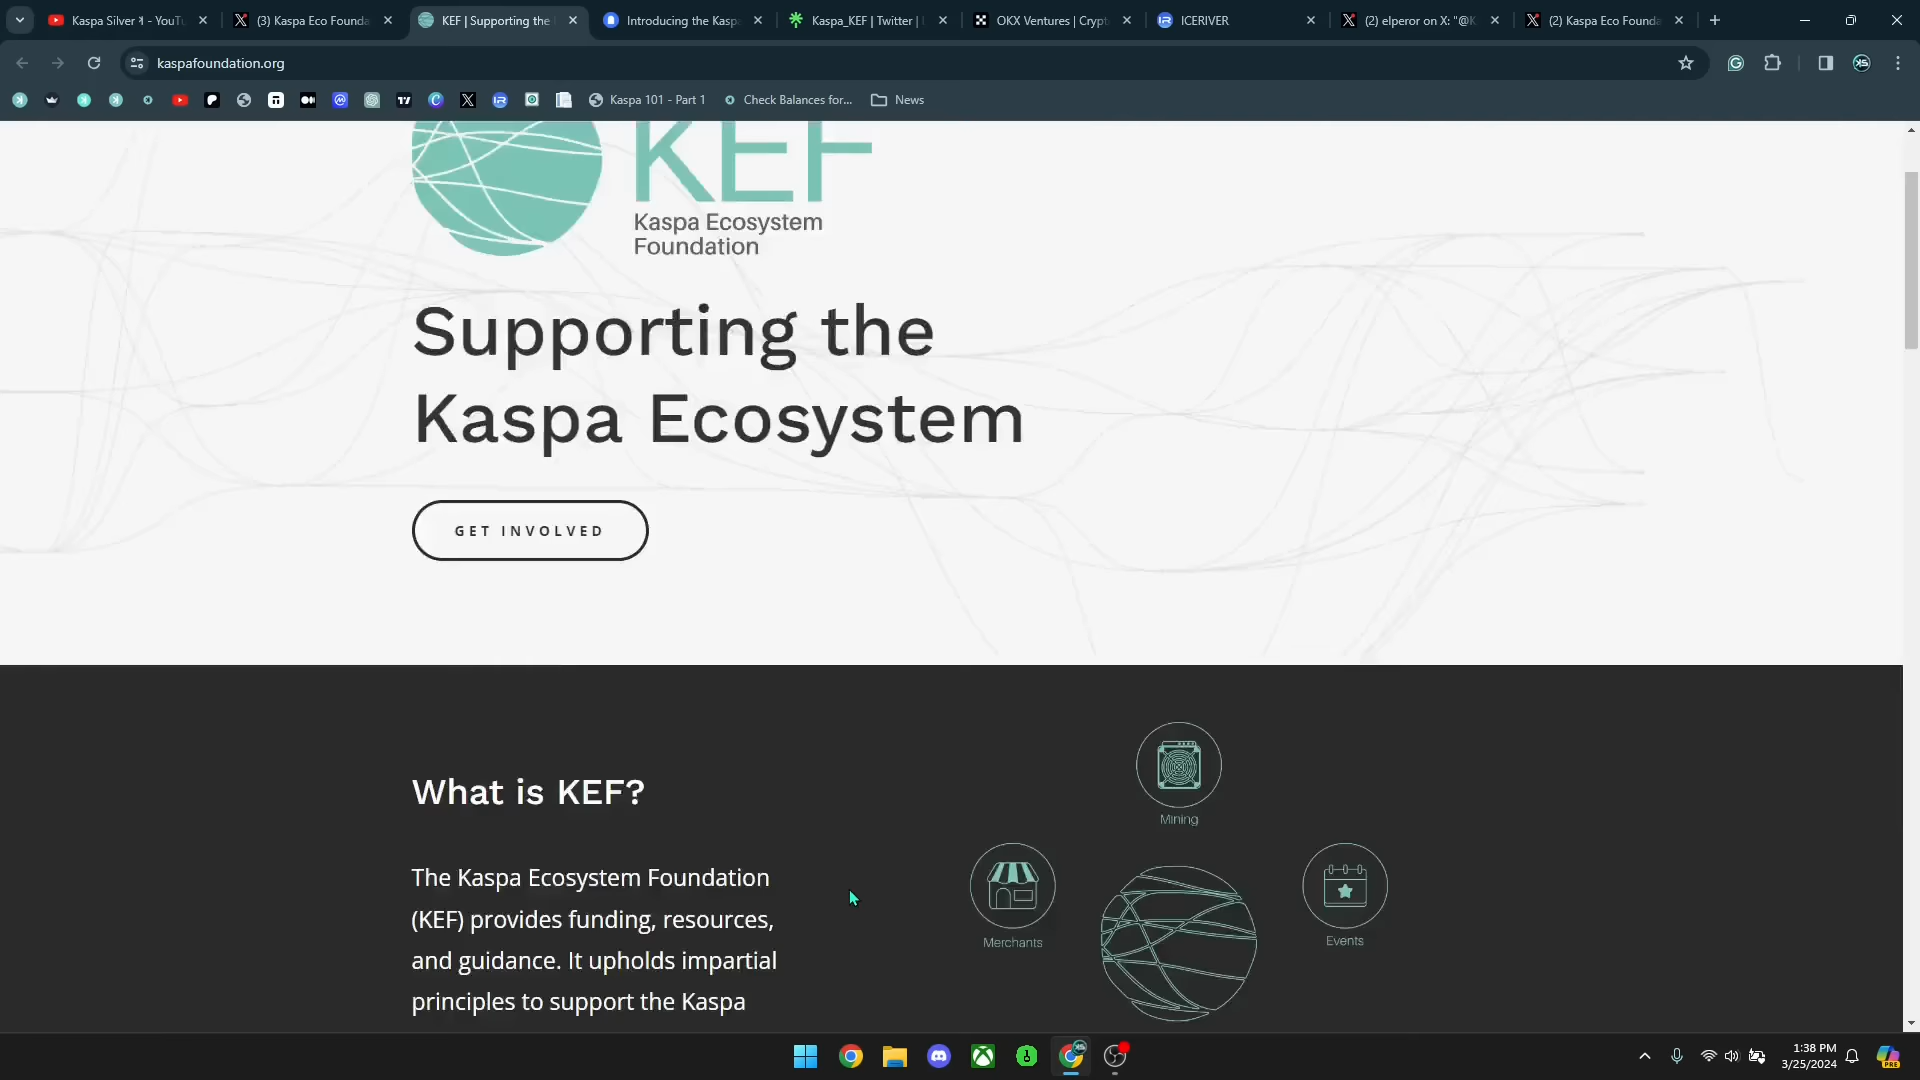 Kaspa Silver
- YouTu
(3) Kaspa Eco Founda
KEF | Supporting the
Introducing the Kasp
Kaspa_KEF | Twitter |
OKX Ventures | Crypt
ICERIVER
(2) elperor on X: "@K
(2) Kaspa Eco Founda
kaspafoundation.org
Kaspa 101 - Part 1
Check Balances for...
News
KEF
Kaspa Ecosystem
Foundation
Supporting the
Kaspa Ecosystem
GET INVOLVED
What is KEF?
The Kaspa Ecosystem Foundation
(KEF) provides funding, resources,
and guidance. It upholds impartial
principles to support the Kaspa
Mining
Merchants
Events
1:38 PM
3/25/2024
PRE